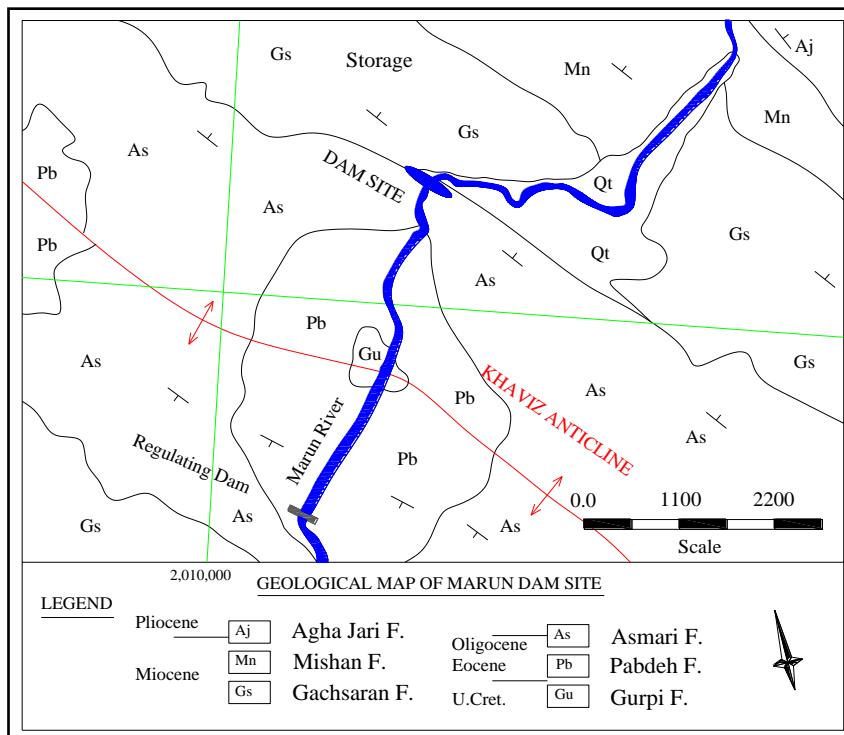 Aj
Gs
Storage
Mn
Mn
Gs
As
Pb
DAM SITE
Qt
As
Gs
Pb
Qt
As
Pb
Gu
As
Gs
KHAVIZ ANTICLINE
As
Pb
Marun River
As
Pb
Regulating Dam
0.0 1100 2200
Gs
As
As
Scale
2,010,000
GEOLOGICAL MAP OF MARUN DAM SITE
LEGEND
Pliocene
Aj Agha Jari F.
Miocene
Mn Mishan F.
Gs Gachsaran F.
Oligocene
As Asmari F.
Eocene
Pb Pabdeh F.
U.Cret.
Gu Gurpi F.